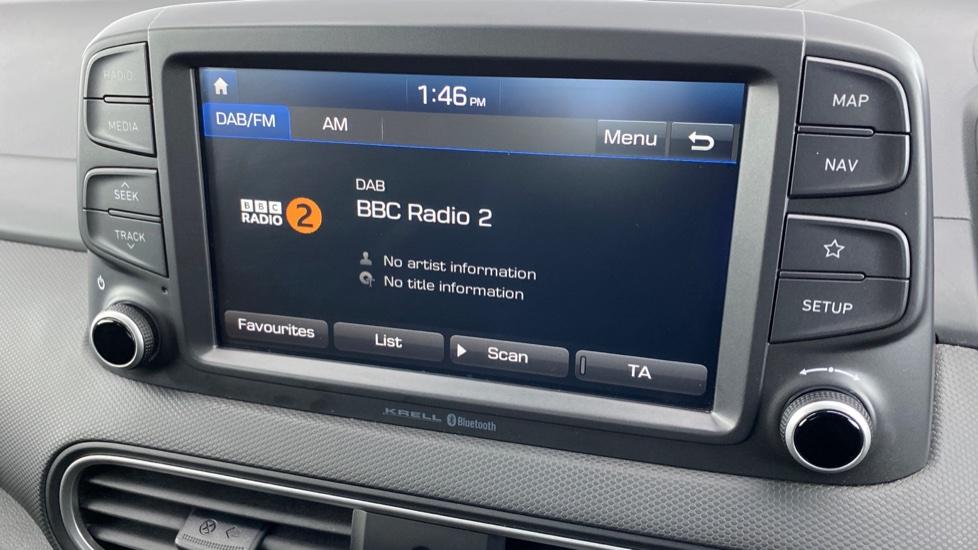 1:46 PM
DAB/FM
AM
Menu
DAB
BBC RADIO 2
BBC Radio 2
No artist information
No title information
Favourites
List
Scan
TA
RADIO
MEDIA
SEEK
TRACK
MAP
NAV
SETUP
KRELL Bluetooth